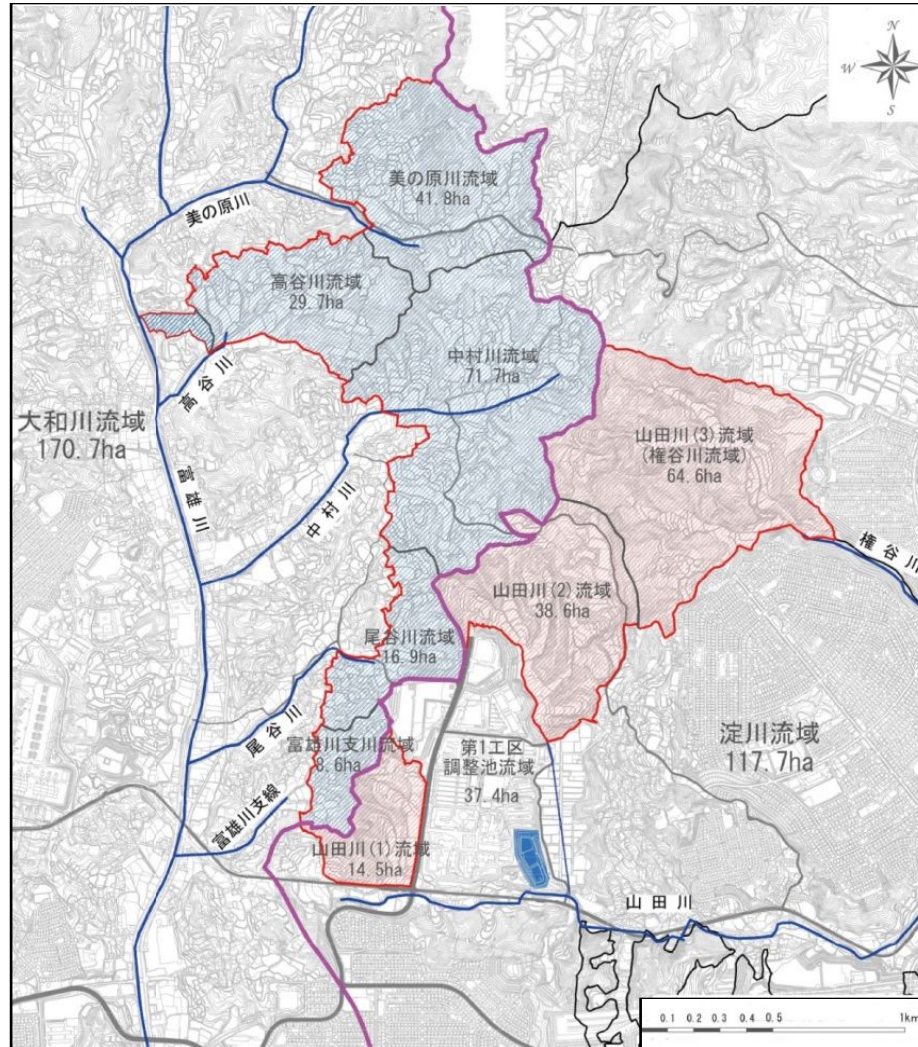 N
W
S
美の原川流域
41.8ha
美の原川
高谷川流域
29.7ha
中村川流域
71.7ha
高谷川
大和川流域
170.7ha
富雄川
中村川
山田川(3)流域
(権谷川流域)
64.6ha
権谷川
山田川(2)流域
38.6ha
尾谷川流域
16.9ha
尾谷川
富雄川支川流域
8.6ha
第1工区
調整池流域
37.4ha
淀川流域
117.7ha
富雄川支線
山田川(1)流域
14.5ha
山田川
0.1 0.2 0.3 0.4 0.5 1km